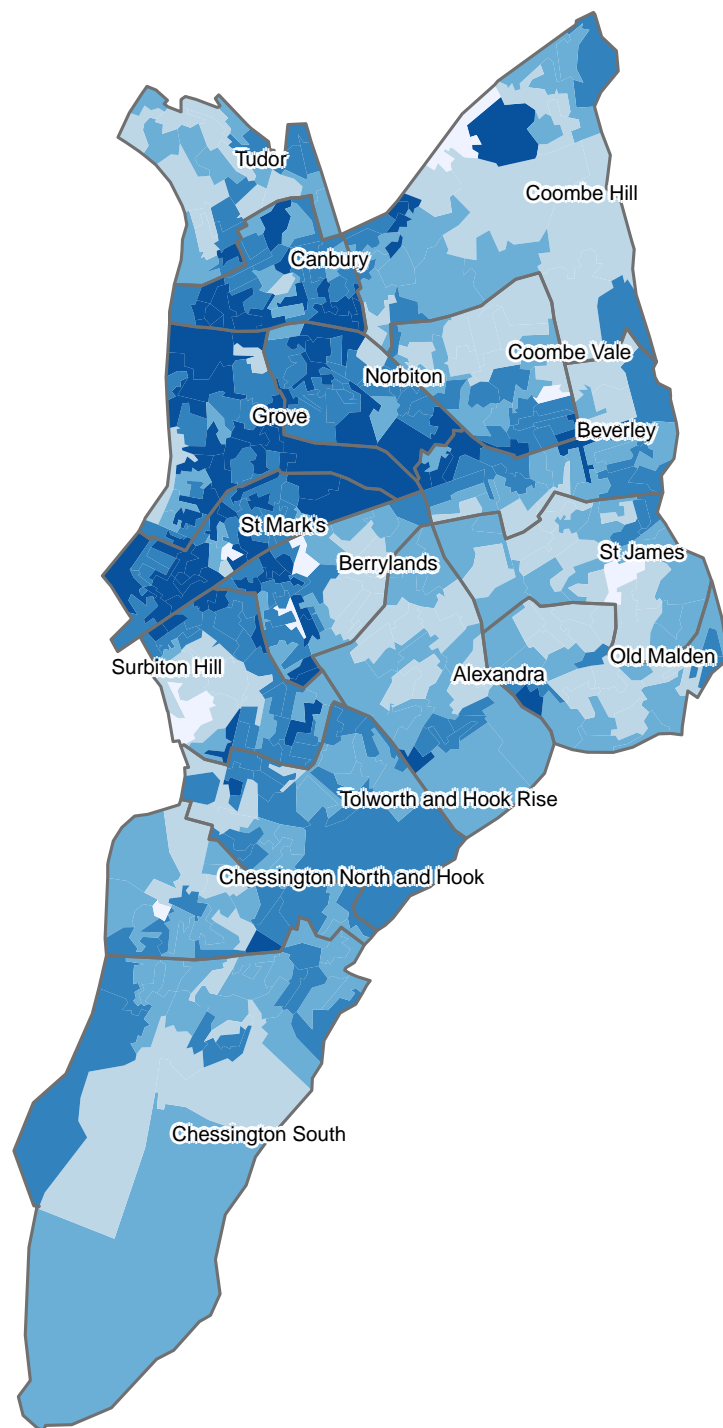 Tudor
Coombe Hill
Canbury
Coombe Vale
Norbiton
Grove
Beverley
St Mark's
St James
Berrylands
Old Malden
Surbiton Hill
Alexandra
Tolworth and Hook Rise
Chessington North and Hook
Chessington South